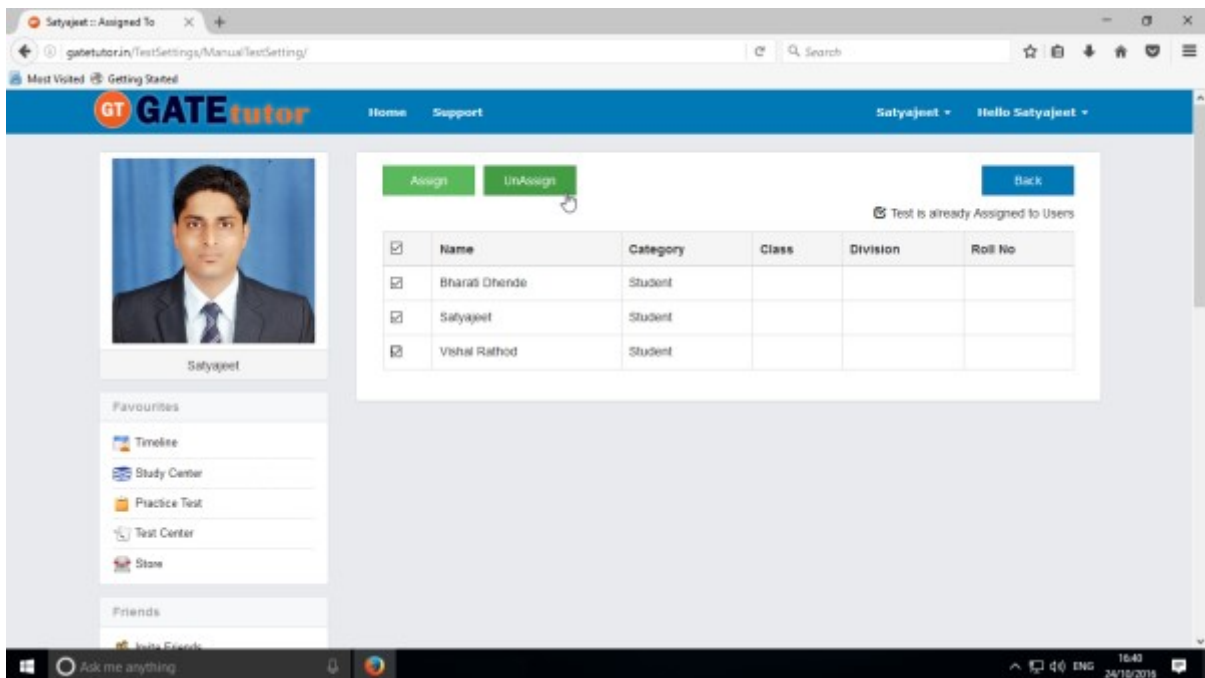 Satyajeet :: Assigned To
gatetutor.in/TestSettings/ManualTestSetting/
Search
Most Visited Getting Started
GT GATEtutor Home Support Satyajeet Hello Satyajeet
Assign UnAssign Back
Test is already Assigned to Users
Name Category Class Division Roll No
Bharati Dhende Student
Satyajeet Student
Vishal Rathod Student
Satyajeet
Favourites
Timeline
Study Center
Practice Test
Test Center
Store
Friends
Invite Friends
Ask me anything ENG 16:40
24/10/2016